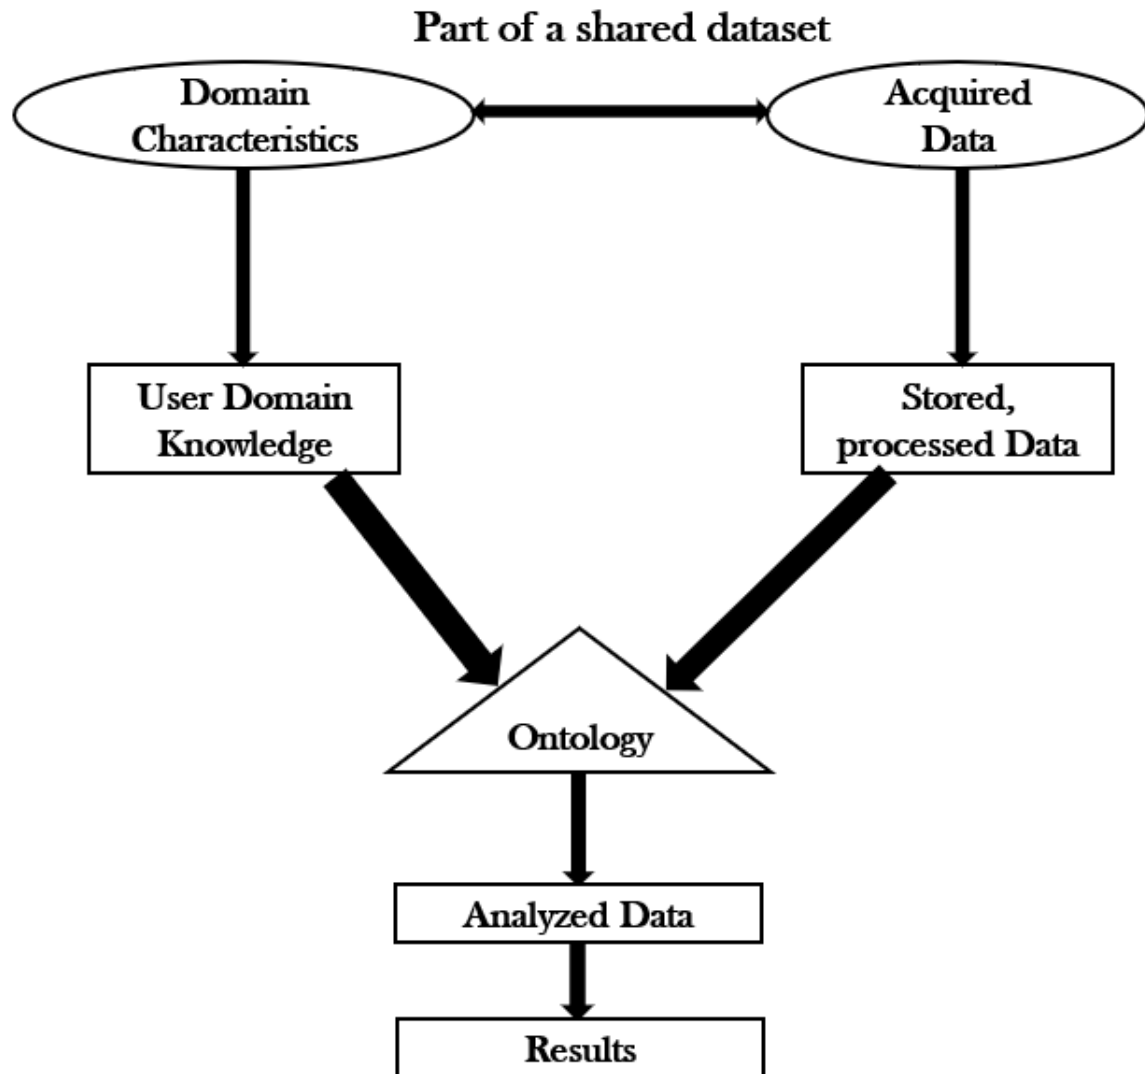 Part of a shared dataset
Domain
Characteristics
Acquired
Data
User Domain
Knowledge
Stored,
processed Data
Ontology
Analyzed Data
Results